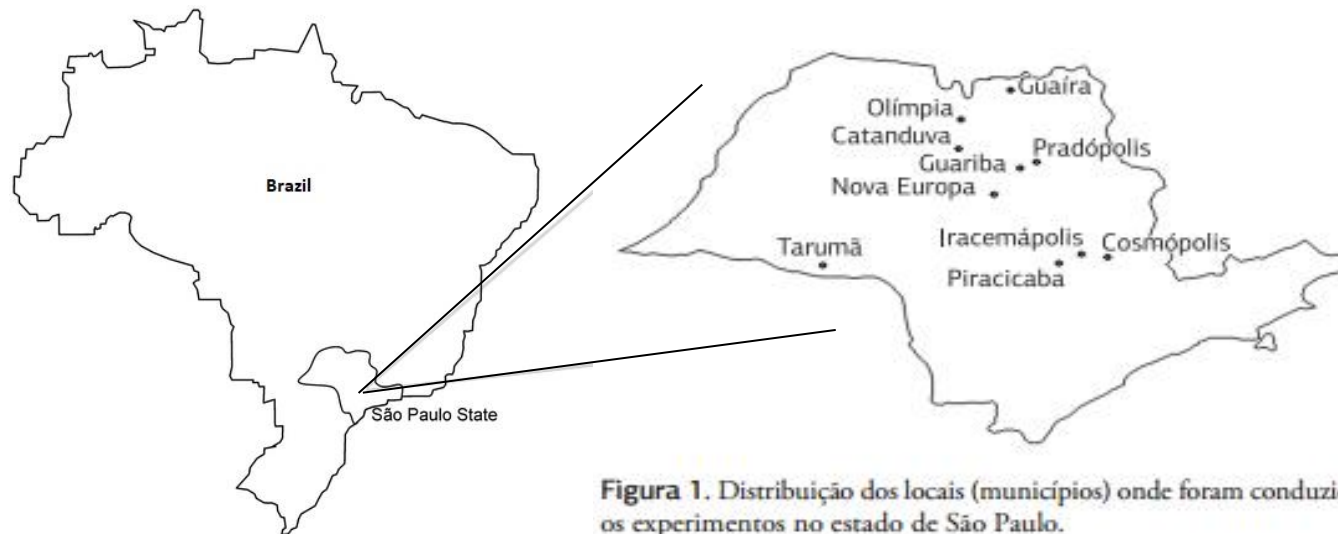 Brazil
São Paulo State
Guaíra
Olímpia
Catanduva
Pradópolis
Guariba
Nova Europa
Iracemápolis
Cosmópolis
Tarumã
Piracicaba
Figura 1. Distribuição dos locais (municípios) onde foram conduzi
os experimentos no estado de São Paulo.